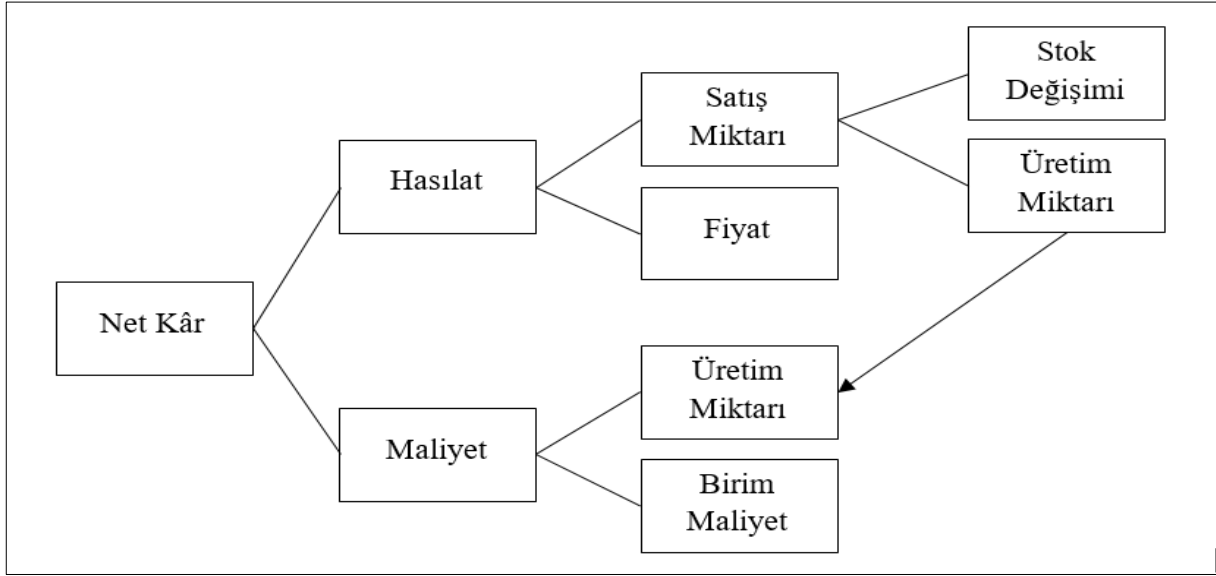 Stok
Değişimi
Satış
Miktarı
Hasılat
Üretim
Miktarı
Fiyat
Net Kâr
Üretim
Miktarı
Maliyet
Birim
Maliyet